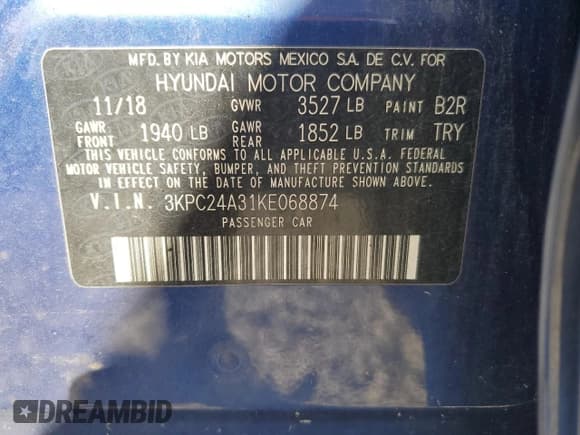 MFD. BY KIA MOTORS MEXICO S.A. DE C.V. FOR
HYUNDAI MOTOR COMPANY
11/18 GVWR 3527 LB PAINT B2R
GAWR FRONT 1940 LB GAWR REAR 1852 LB TRIM TRY
THIS VEHICLE CONFORMS TO ALL APPLICABLE U.S.A. FEDERAL
MOTOR VEHICLE SAFETY, BUMPER, AND THEFT PREVENTION STANDARDS
IN EFFECT ON THE DATE OF MANUFACTURE SHOWN ABOVE.
V.I.N. 3KPC24A31KE068874
PASSENGER CAR
DREAMBID